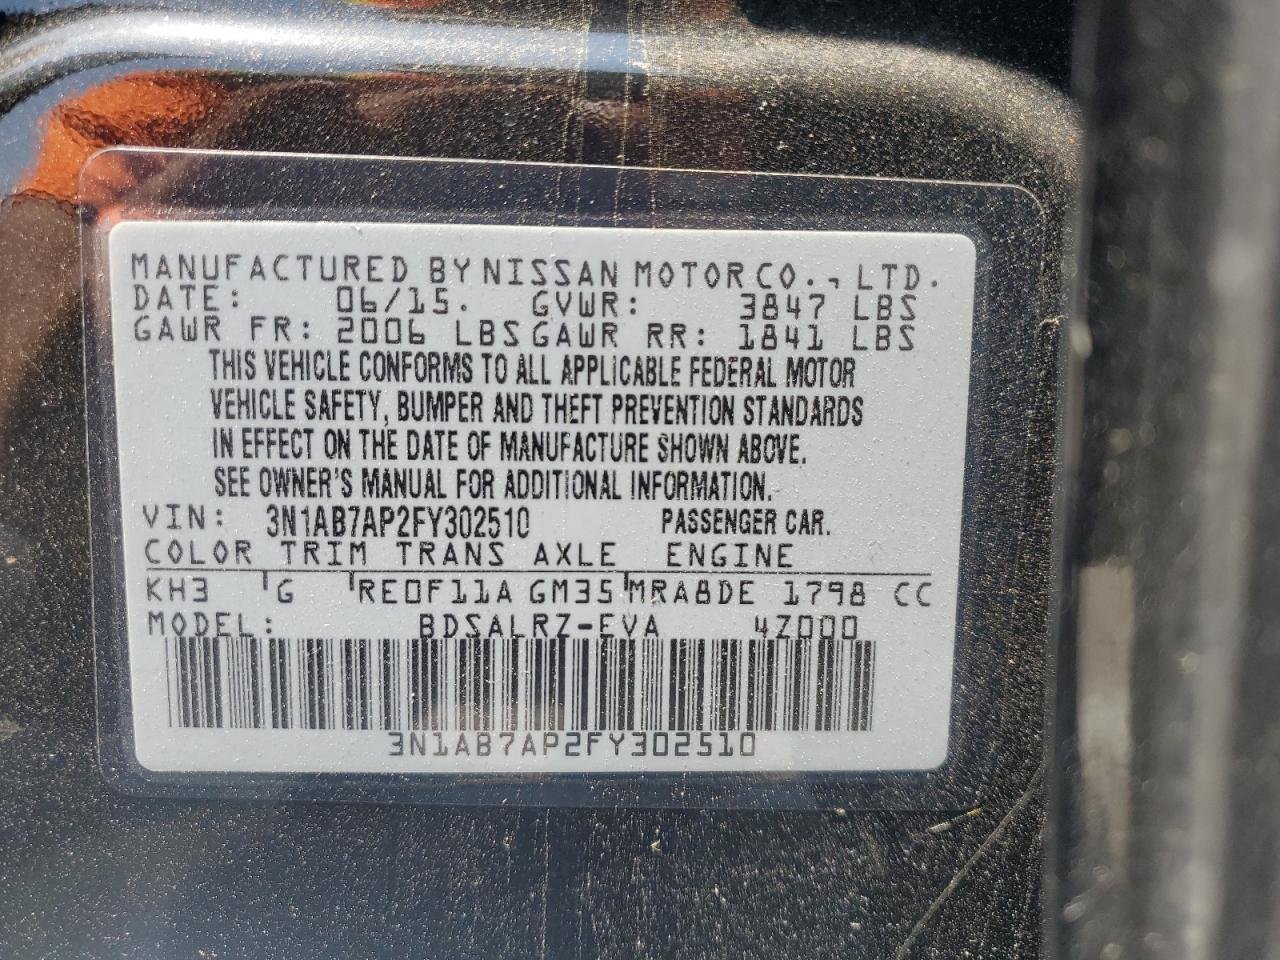 MANUFACTURED BY NISSAN MOTOR CO., LTD.
DATE: 06/15. GVWR: 3847 LBS
GAWR FR: 2006 LBS GAWR RR: 1841 LBS
THIS VEHICLE CONFORMS TO ALL APPLICABLE FEDERAL MOTOR
VEHICLE SAFETY, BUMPER AND THEFT PREVENTION STANDARDS
IN EFFECT ON THE DATE OF MANUFACTURE SHOWN ABOVE.
SEE OWNER'S MANUAL FOR ADDITIONAL INFORMATION.
VIN: 3N1AB7AP2FY302510 PASSENGER CAR.
COLOR TRIM TRANS AXLE ENGINE
KH3 G RE0F11A GM35 MRA8DE 1798 CC
MODEL: BDSALRZ-EVA 4Z000
3N1AB7AP2FY302510